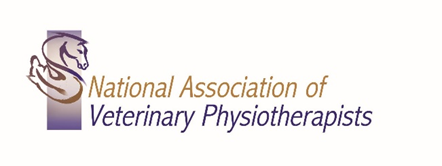 National Association of
Veterinary Physiotherapists